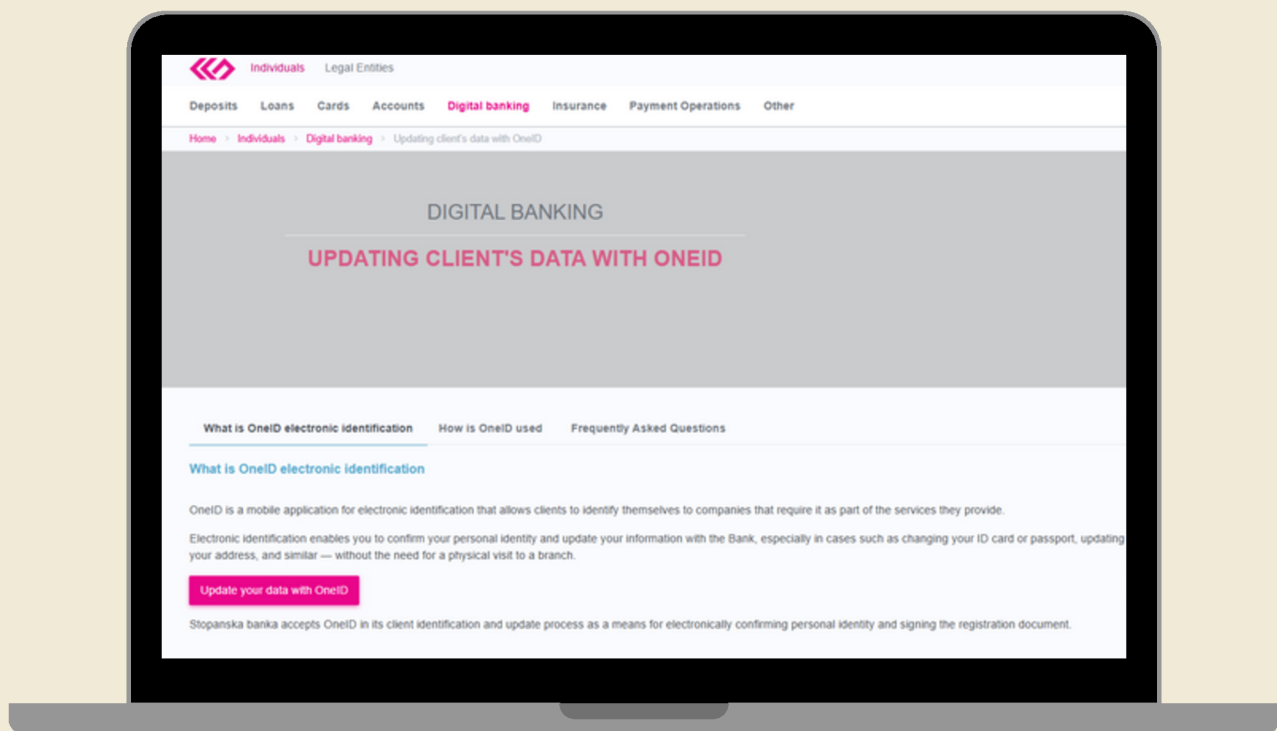 Individuals Legal Entities
Deposits Loans Cards Accounts Digital banking Insurance Payment Operations Other
Home > Individuals > Digital banking > Updating client's data with OneID
DIGITAL BANKING
UPDATING CLIENT'S DATA WITH ONEID
What is OneID electronic identification How is OneID used Frequently Asked Questions
What is OneID electronic identification
OneID is a mobile application for electronic identification that allows clients to identify themselves to companies that require it as part of the services they provide.
Electronic identification enables you to confirm your personal identity and update your information with the Bank, especially in cases such as changing your ID card or passport, updating
your address, and similar — without the need for a physical visit to a branch.
Update your data with OneID
Stopanska banka accepts OneID in its client identification and update process as a means for electronically confirming personal identity and signing the registration document.